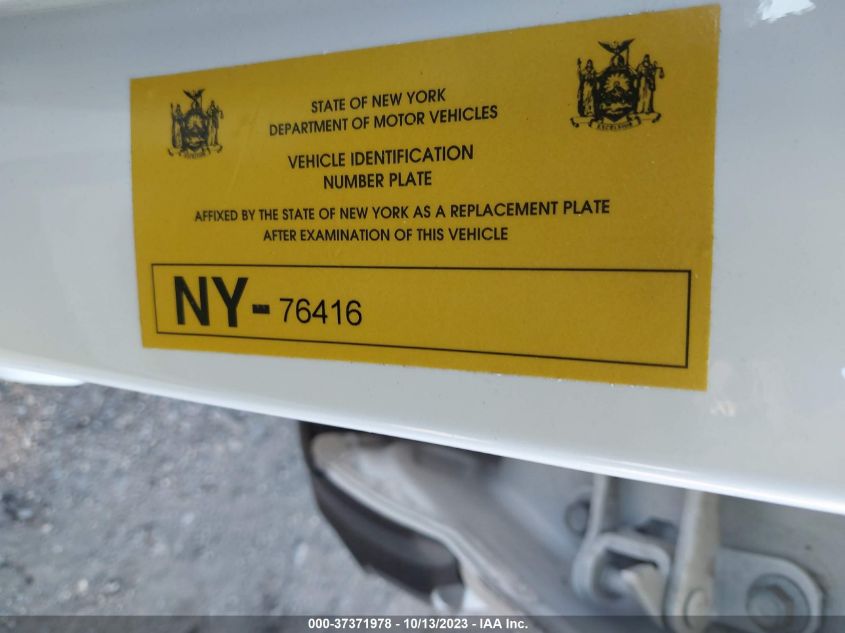 STATE OF NEW YORK
DEPARTMENT OF MOTOR VEHICLES
VEHICLE IDENTIFICATION
NUMBER PLATE
AFFIXED BY THE STATE OF NEW YORK AS A REPLACEMENT PLATE
AFTER EXAMINATION OF THIS VEHICLE
NY-76416
EXCELSIOR
000-37371978 - 10/13/2023 - IAA Inc.